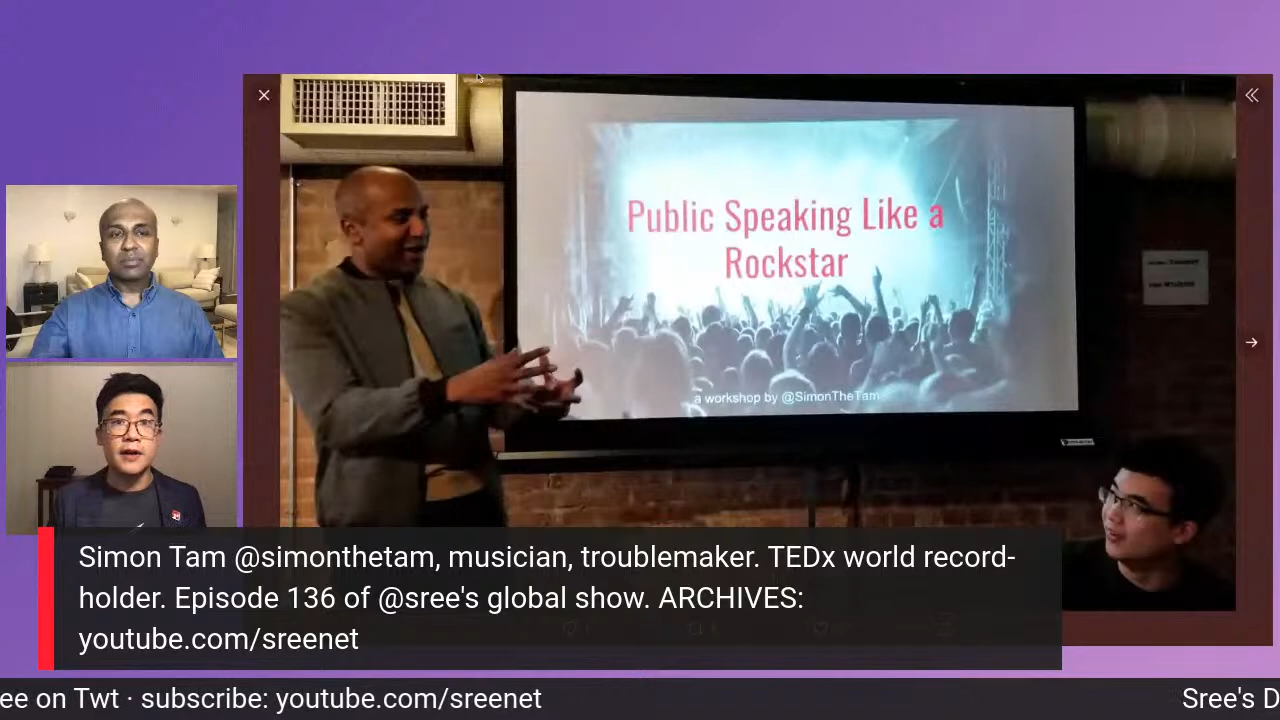 Public Speaking Like a
Rockstar
a workshop by @SimonTheTam
Simon Tam @simonthetam, musician, troublemaker. TEDx world record-
holder. Episode 136 of @sree's global show. ARCHIVES:
youtube.com/sreenet
ee on Twt · subscribe: youtube.com/sreenet
Sree's D